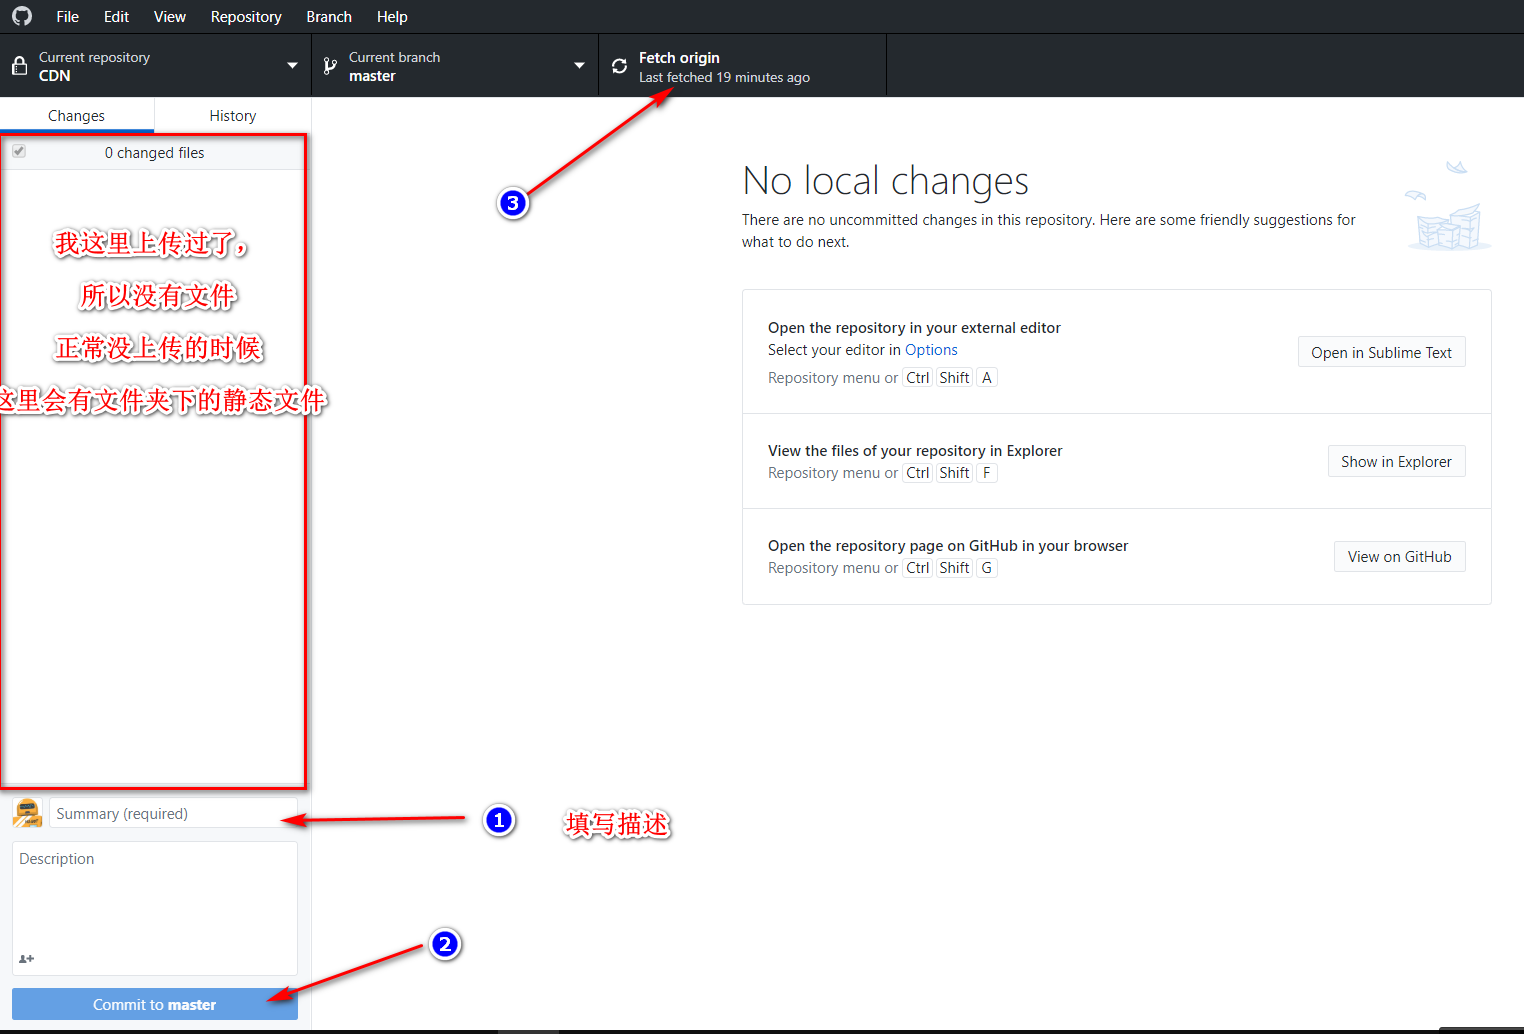 File Edit View Repository Branch Help
Current repository
CDN
Current branch
master
Fetch origin
Last fetched 19 minutes ago
Changes
History
0 changed files
我这里上传过了，
所以没有文件
正常没上传的时候
这里会有文件夹下的静态文件
3
No local changes
There are no uncommitted changes in this repository. Here are some friendly suggestions for
what to do next.
Open the repository in your external editor
Select your editor in Options
Repository menu or Ctrl Shift A
Open in Sublime Text
View the files of your repository in Explorer
Repository menu or Ctrl Shift F
Show in Explorer
Open the repository page on GitHub in your browser
Repository menu or Ctrl Shift G
View on GitHub
Summary (required)
1
填写描述
Description
2
Commit to master